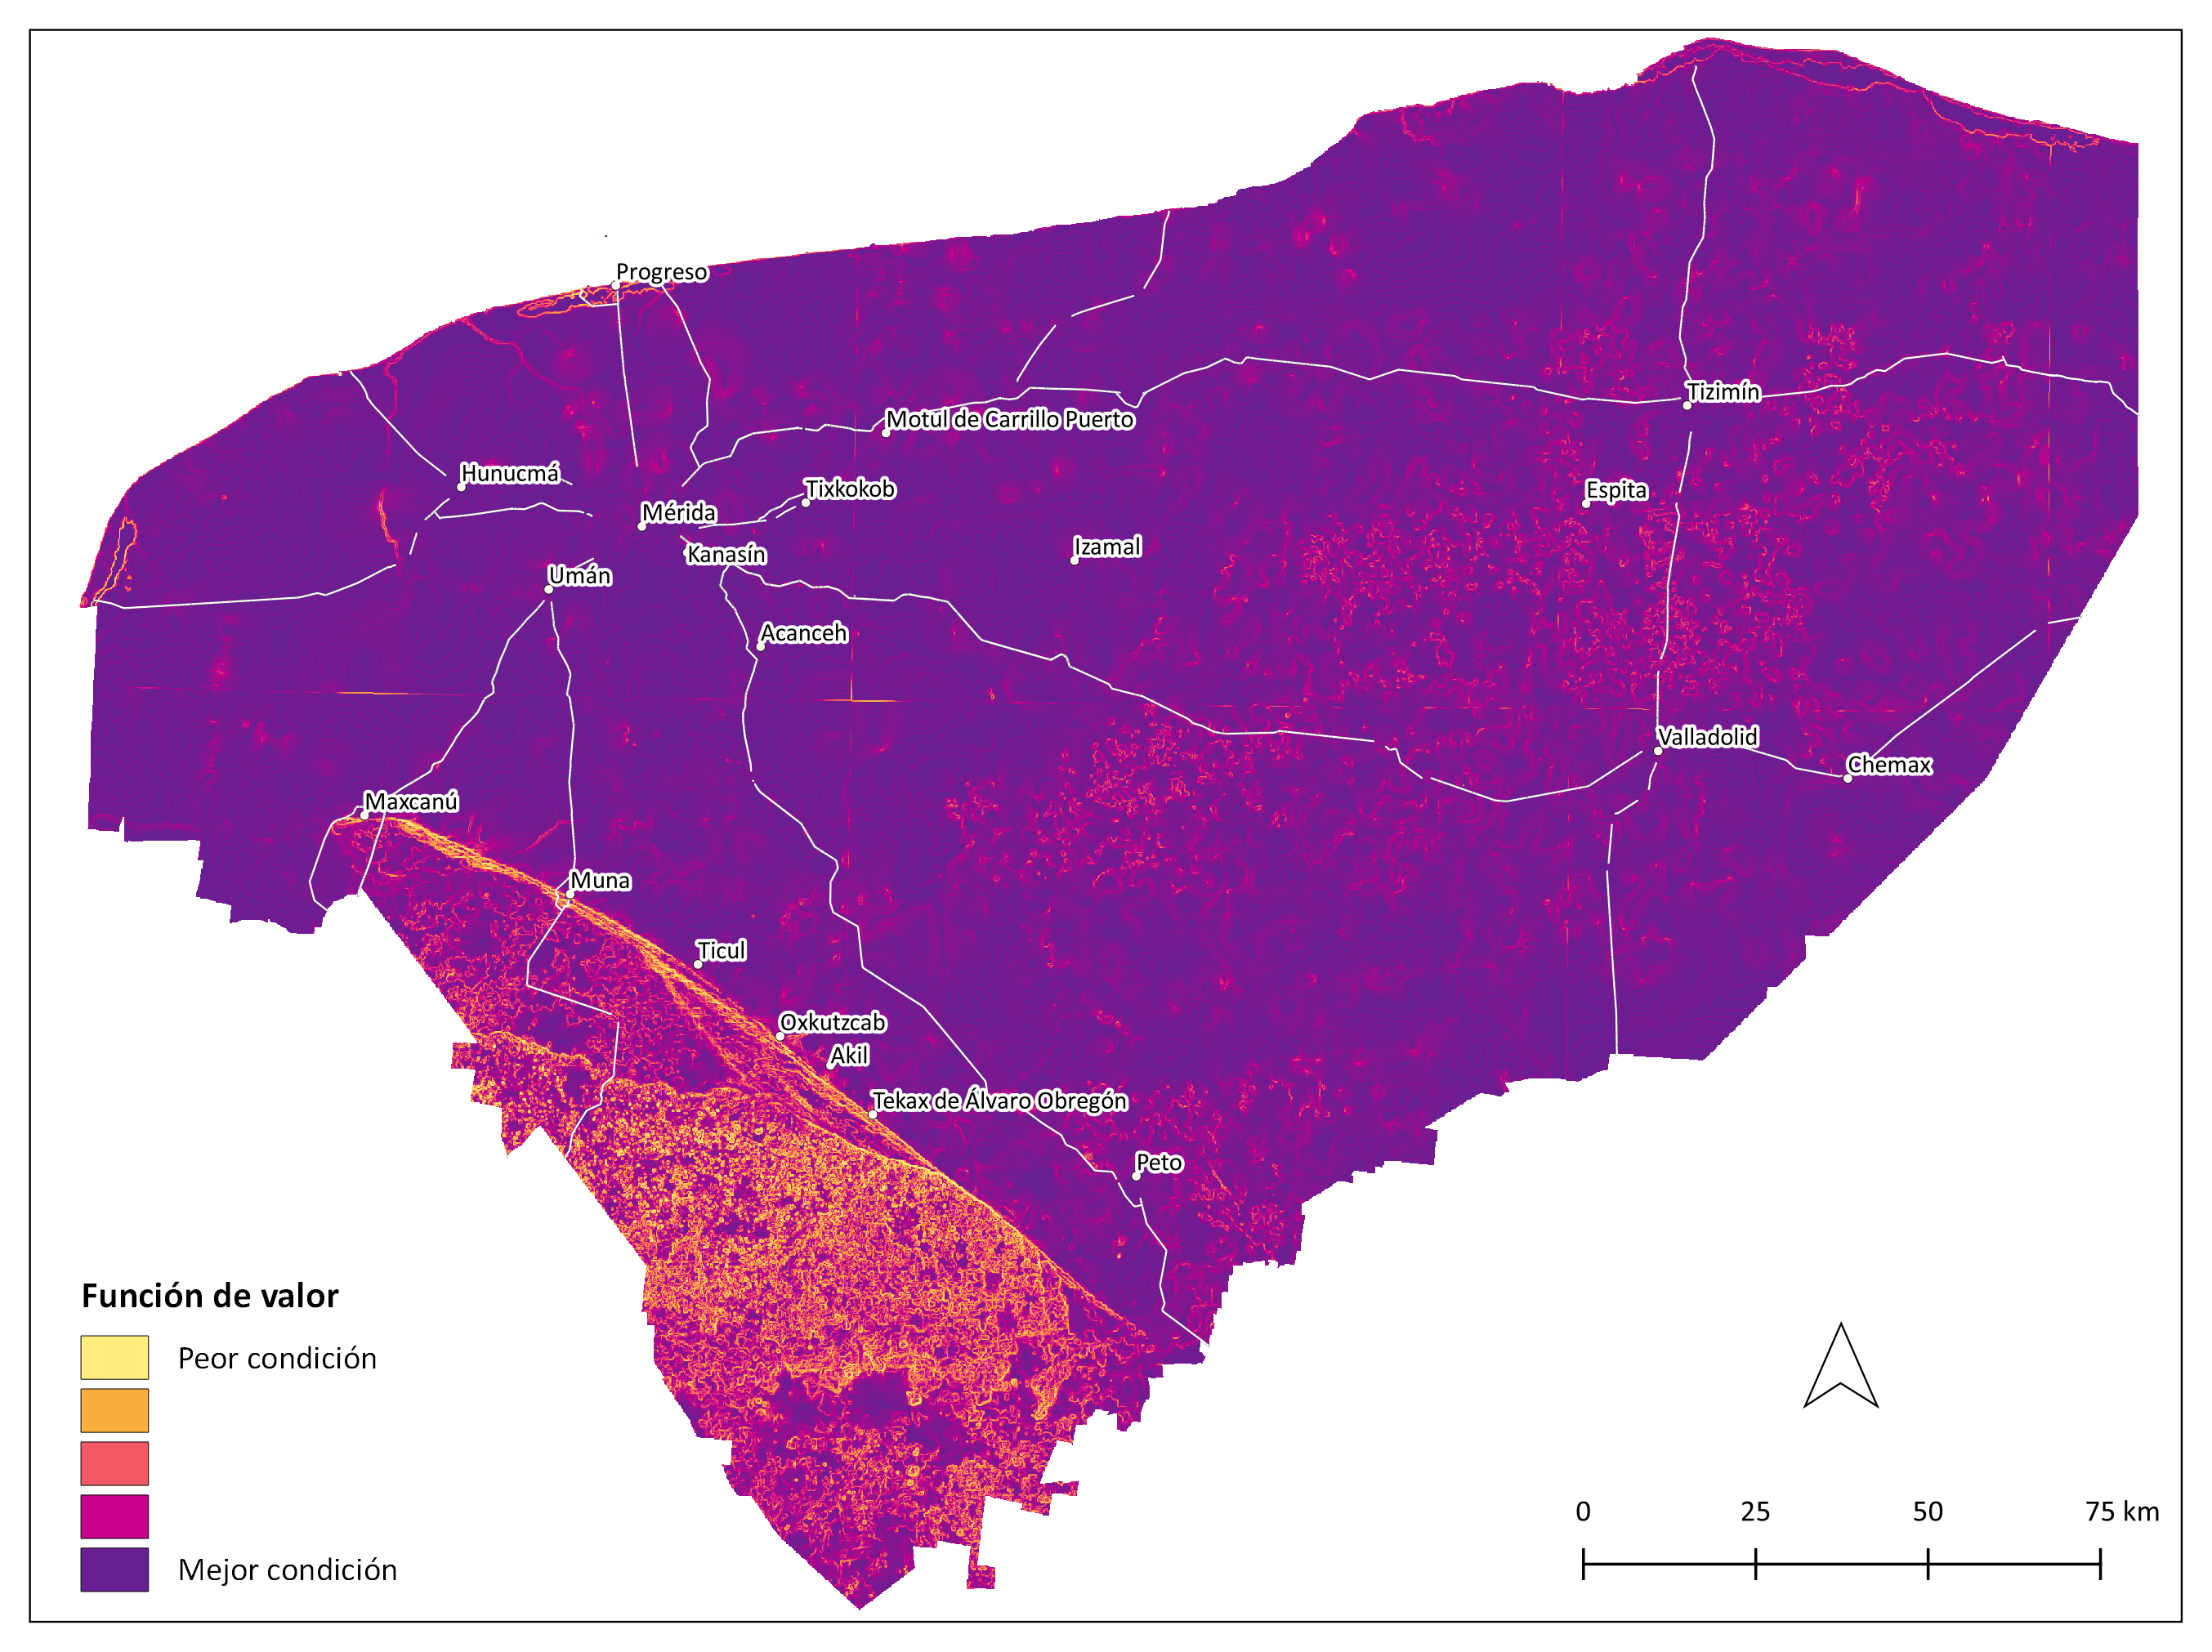 Progreso
Tizimín
Motul de Carrillo Puerto
Hunucmá
Tixkokob
Espita
Mérida
Izamal
Kanasín
Umán
Acanceh
Valladolid
Chemax
Maxcanú
Muna
Ticul
Oxkutzcab
Akil
Tekax de Álvaro Obregón
Peto
Función de valor
Peor condición
Mejor condición
0 25 50 75 km